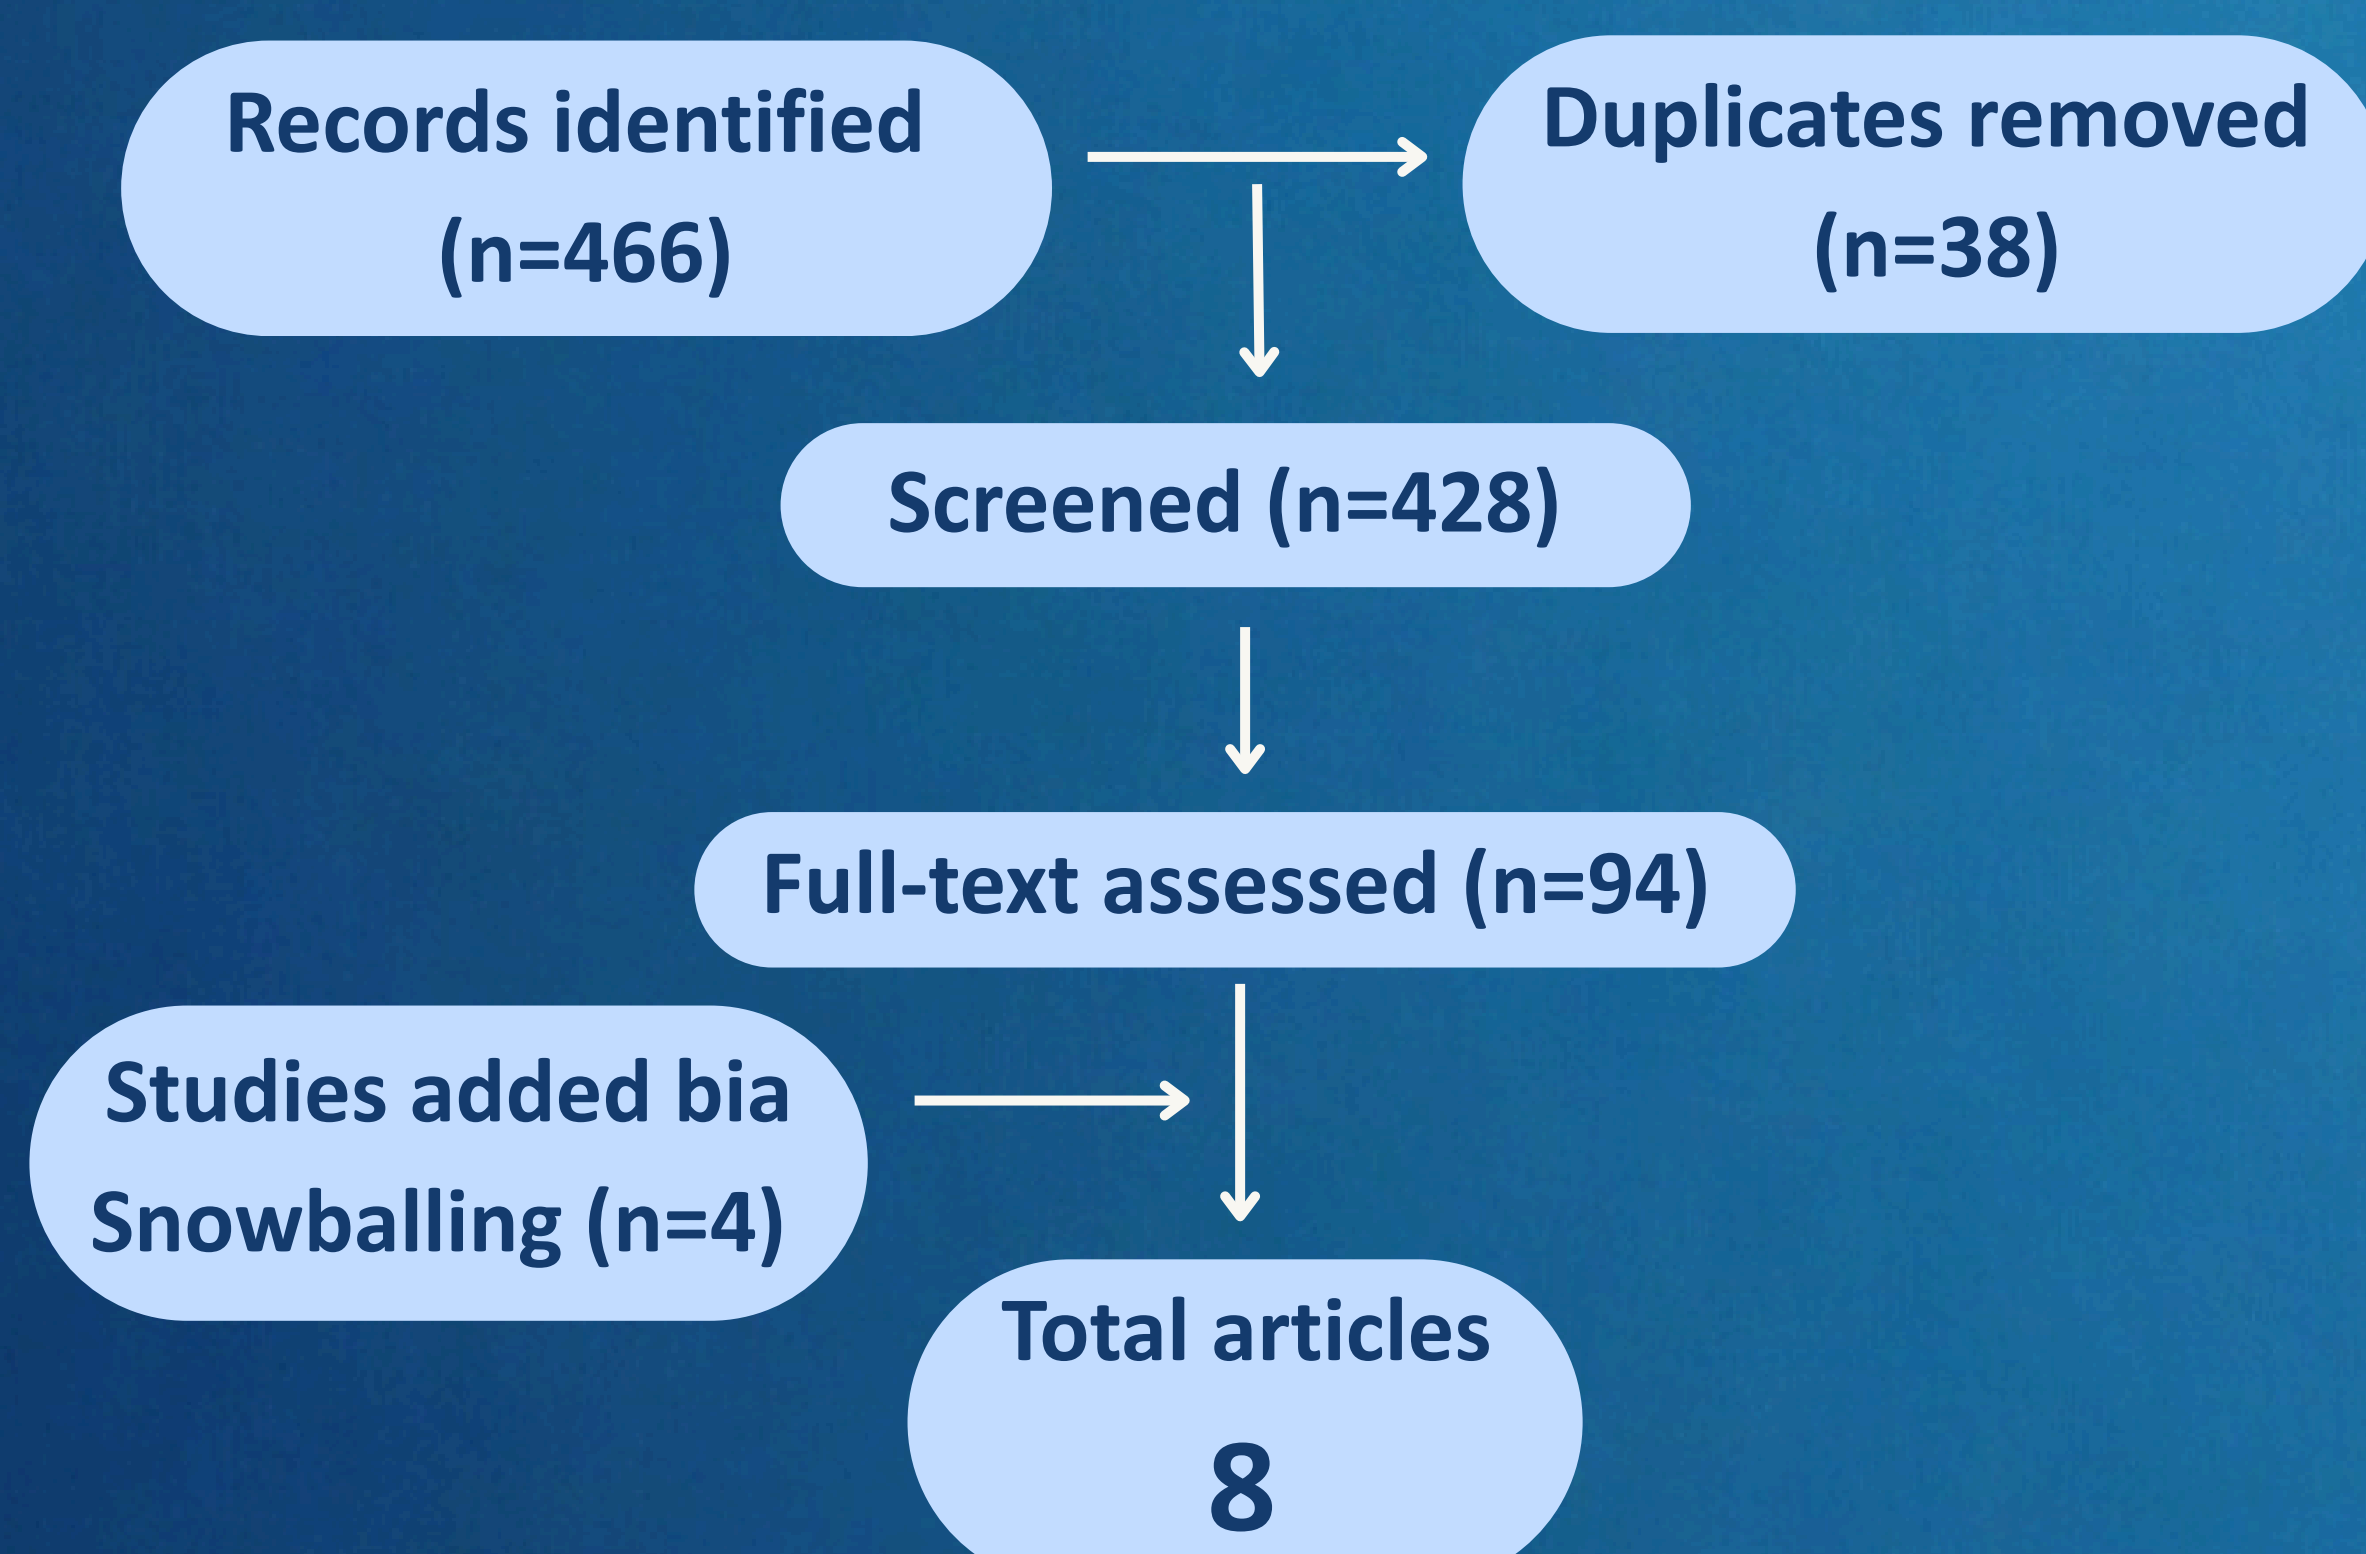 Records identified
(n=466)
Duplicates removed
(n=38)
Screened (n=428)
Full-text assessed (n=94)
Studies added bia
Snowballing (n=4)
Total articles
8